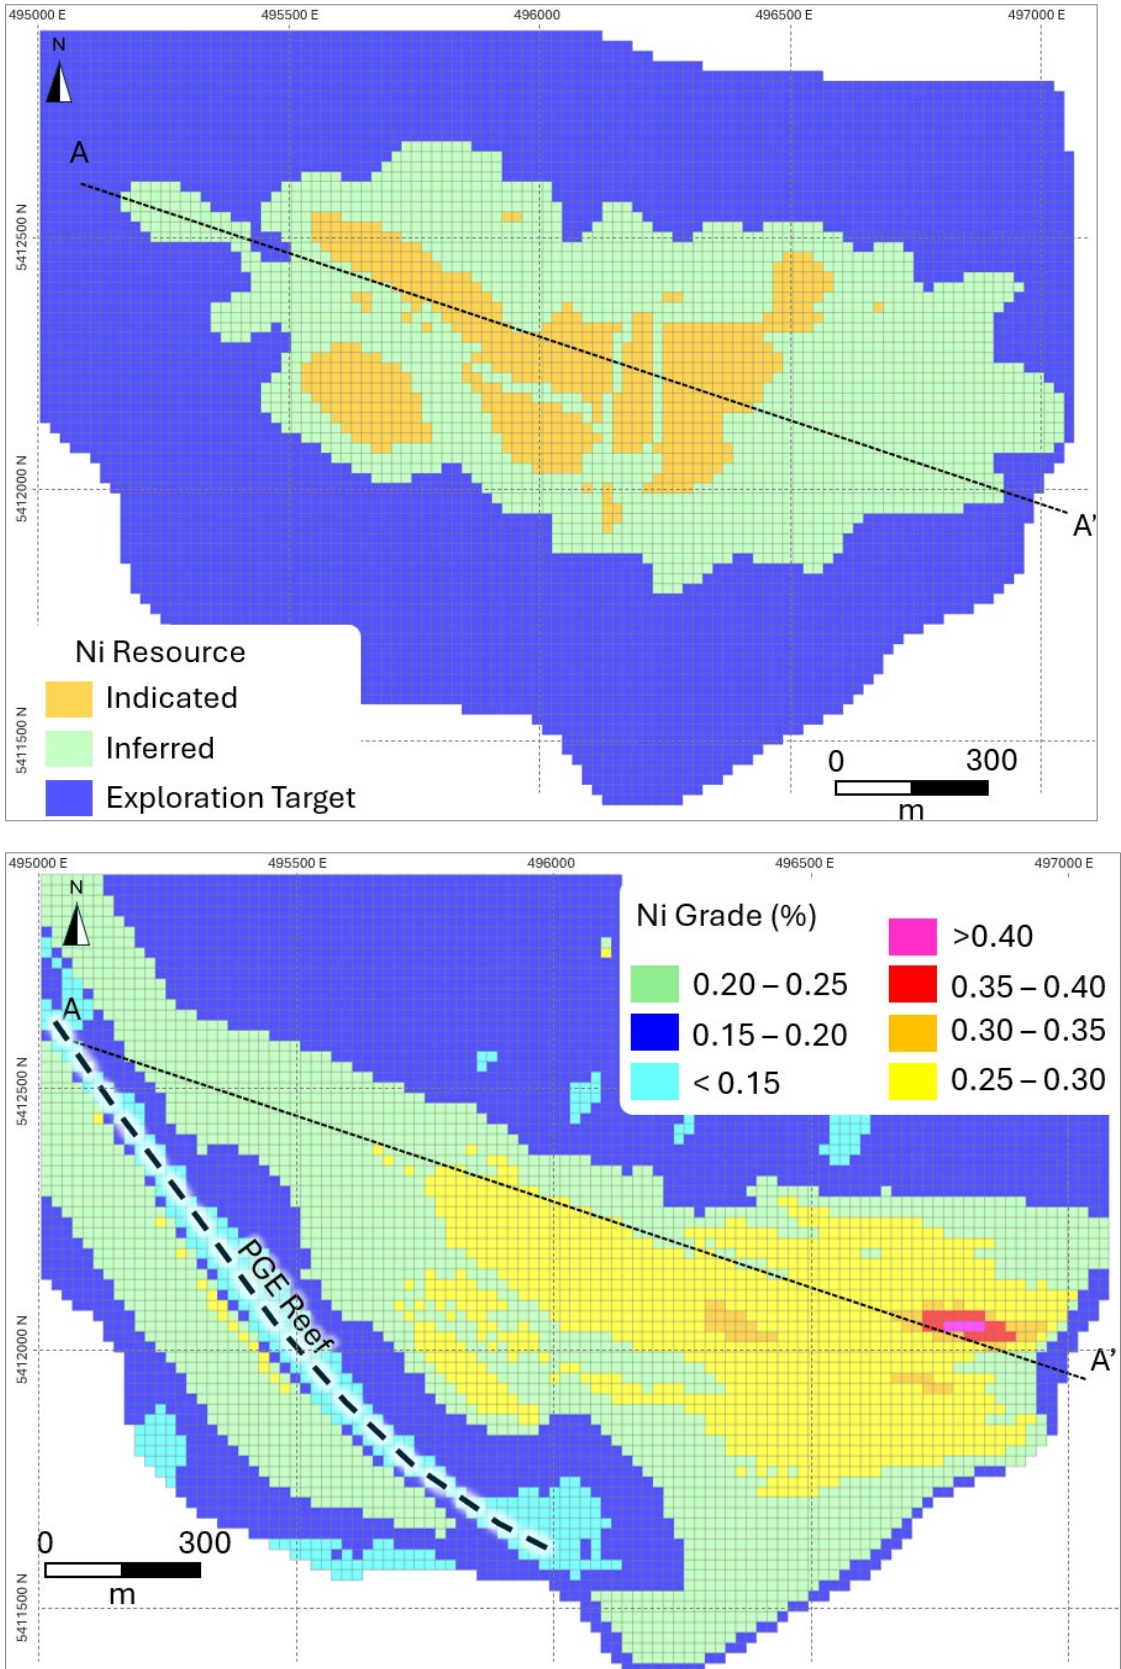 495000 E
495500 E
496000
496500 E
497000 E
N
A
5412500 N
5412000 N
A'
Ni Resource
Indicated
Inferred
Exploration Target
5411500 N
0
300
m
495000 E
495500 E
496000
496500 E
497000 E
N
Ni Grade (%)
>0.40
0.20 – 0.25
0.35 – 0.40
0.15 – 0.20
0.30 – 0.35
< 0.15
0.25 – 0.30
A
5412500 N
PGE Reef
5412000 N
A'
0
300
m
5411500 N